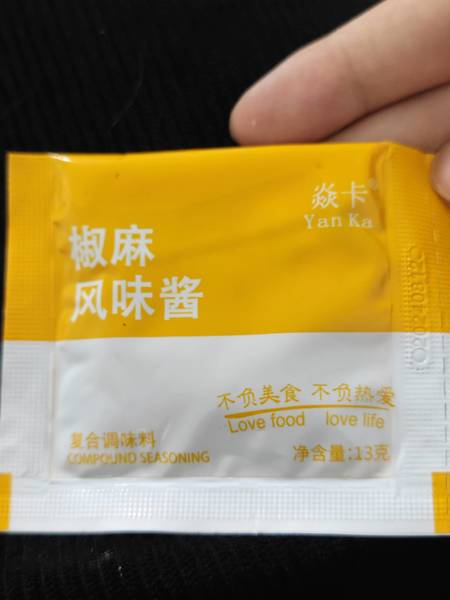 焱卡®
Yan Ka
椒麻
风味酱
不负美食 不负热爱
Love food love life
复合调味料
COMPOUND SEASONING
净含量:13克